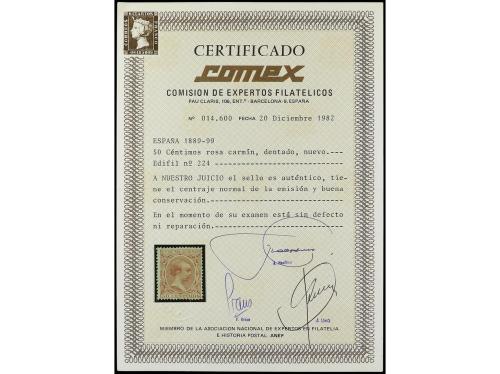 CERTIFICADO
comex
COMISION DE EXPERTOS FILATELICOS
PAU CLARIS, 106, ENT.º - BARCELONA-9, ESPAÑA
Nº 014.600 FECHA 20 Diciembre 1982
ESPAÑA 1889-99
50 Céntimos rosa carmín, dentado, nuevo.---
Edifil nº 224
A NUESTRO JUICIO el sello es auténtico, tie-
ne el centraje normal de la emisión y buena
conservación.
En el momento de su examen está sin defecto
ni reparación.
MIEMBRO DE LA ASOCIACION NACIONAL DE EXPERTOS EN FILATELIA
E HISTORIA POSTAL ANEP